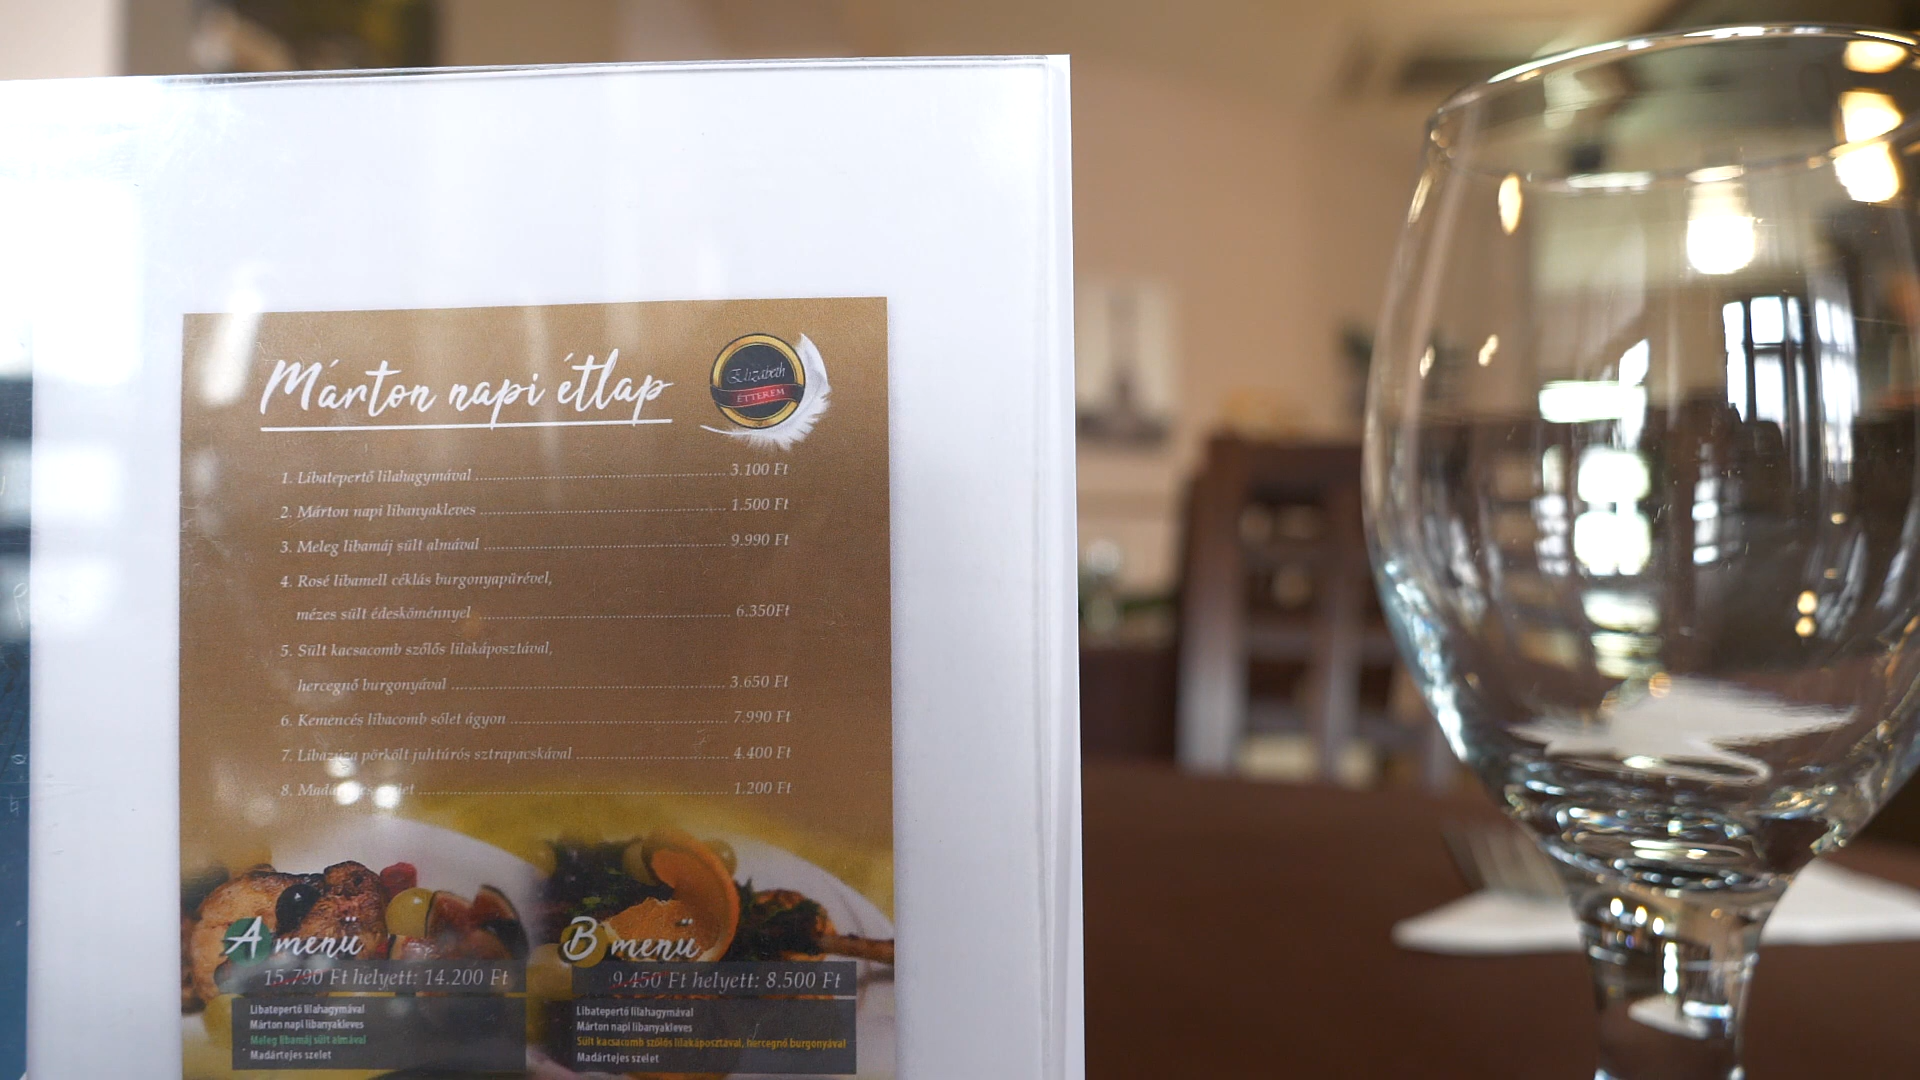 Márton napi étlap
Elizabeth
ÉTTEREM
1. Libatepertő lilahagymával 3.100 Ft
2. Márton napi libanyakleves 1.500 Ft
3. Meleg libamáj sült almával 9.990 Ft
4. Rosé libamell céklás burgonyapürével,
mézes sült édesköménnyel 6.350Ft
5. Sült kacsacomb szőlős lilakáposztával,
hercegnő burgonyával 3.650 Ft
6. Kemencés libacomb sólet ágyon 7.990 Ft
7. Libazúza pörkölt juhtúrós sztrapacskával 4.400 Ft
8. Madártejes szelet 1.200 Ft
A menü
15.790 Ft helyett: 14.200 Ft
Libatepertő lilahagymával
Márton napi libanyakleves
Meleg libamáj sült almával
Madártejes szelet
B menü
9.450 Ft helyett: 8.500 Ft
Libatepertő lilahagymával
Márton napi libanyakleves
Sült kacsacomb szőlős lilakáposztával, hercegnő burgonyával
Madártejes szelet